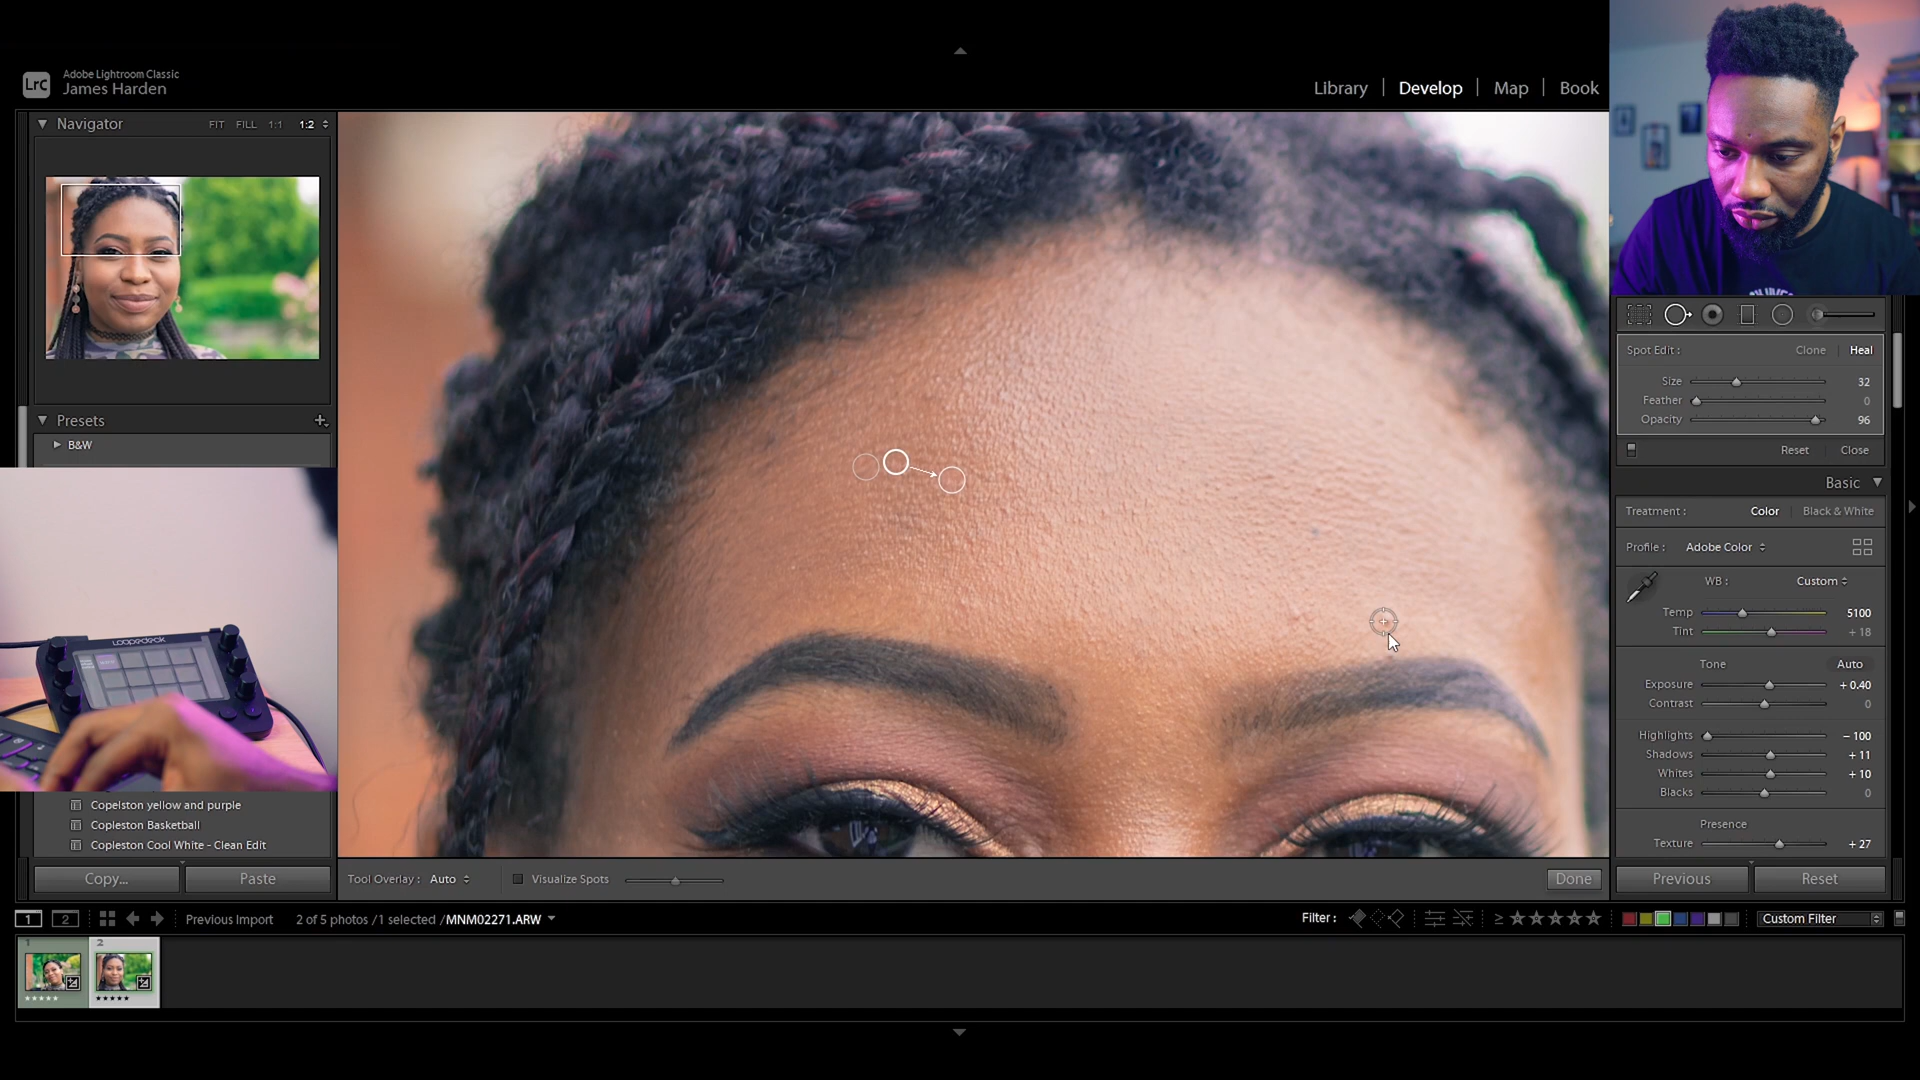 LrC
Adobe Lightroom Classic
James Harden
Library | Develop | Map | Book
Navigator FIT FILL 1:1 1:2
Presets +
B&W
loupedeck
Copelston yellow and purple
Copleston Basketball
Copleston Cool White - Clean Edit
Copy... Paste
Tool Overlay : Auto Visualize Spots Done
Spot Edit : Clone | Heal
Size 32
Feather 0
Opacity 96
Reset Close
Basic
Treatment : Color | Black & White
Profile : Adobe Color
WB : Custom
Temp 5100
Tint + 18
Tone Auto
Exposure + 0.40
Contrast 0
Highlights − 100
Shadows + 11
Whites + 10
Blacks 0
Presence
Texture + 27
Previous Reset
1 2 Previous Import 2 of 5 photos / 1 selected / MNM02271.ARW Filter : ≥ ★★★★★ Custom Filter
1 2
★★★★★ ★★★★★